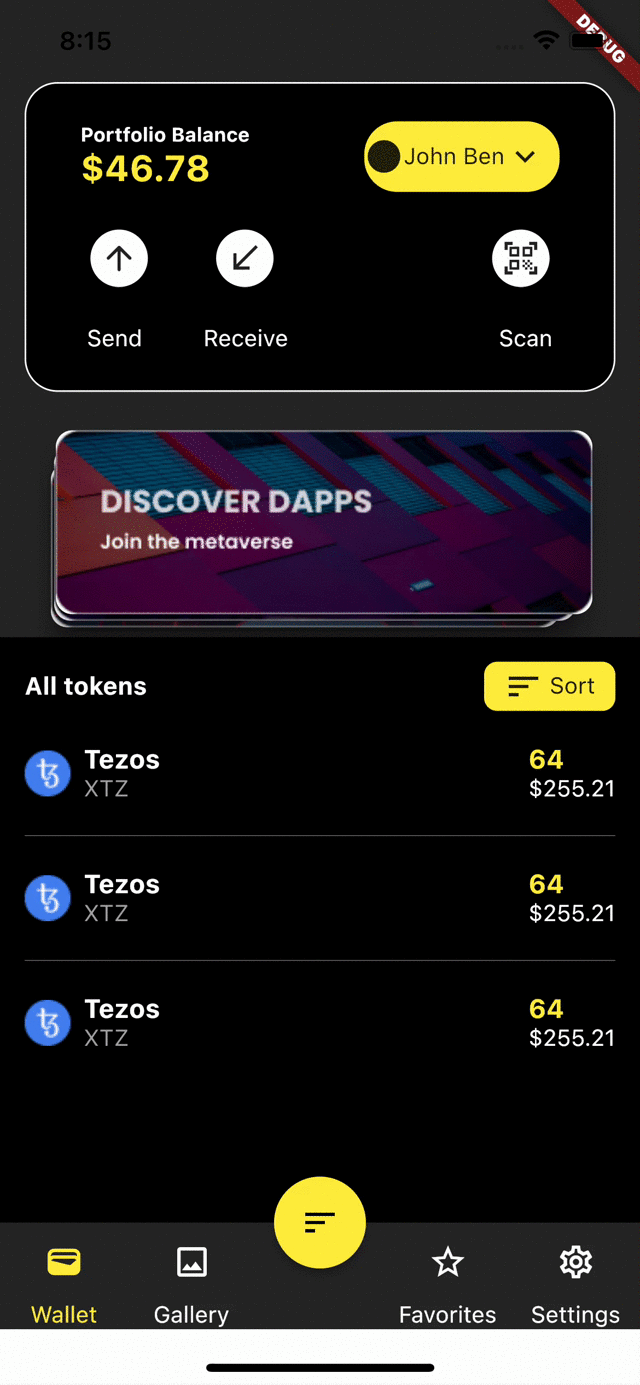 8:15
DEBUG
Portfolio Balance
$46.78
John Ben
Send
Receive
Scan
DISCOVER DAPPS
Join the metaverse
All tokens
Sort
Tezos
64
XTZ
$255.21
Tezos
64
XTZ
$255.21
Tezos
64
XTZ
$255.21
Wallet
Gallery
Favorites
Settings